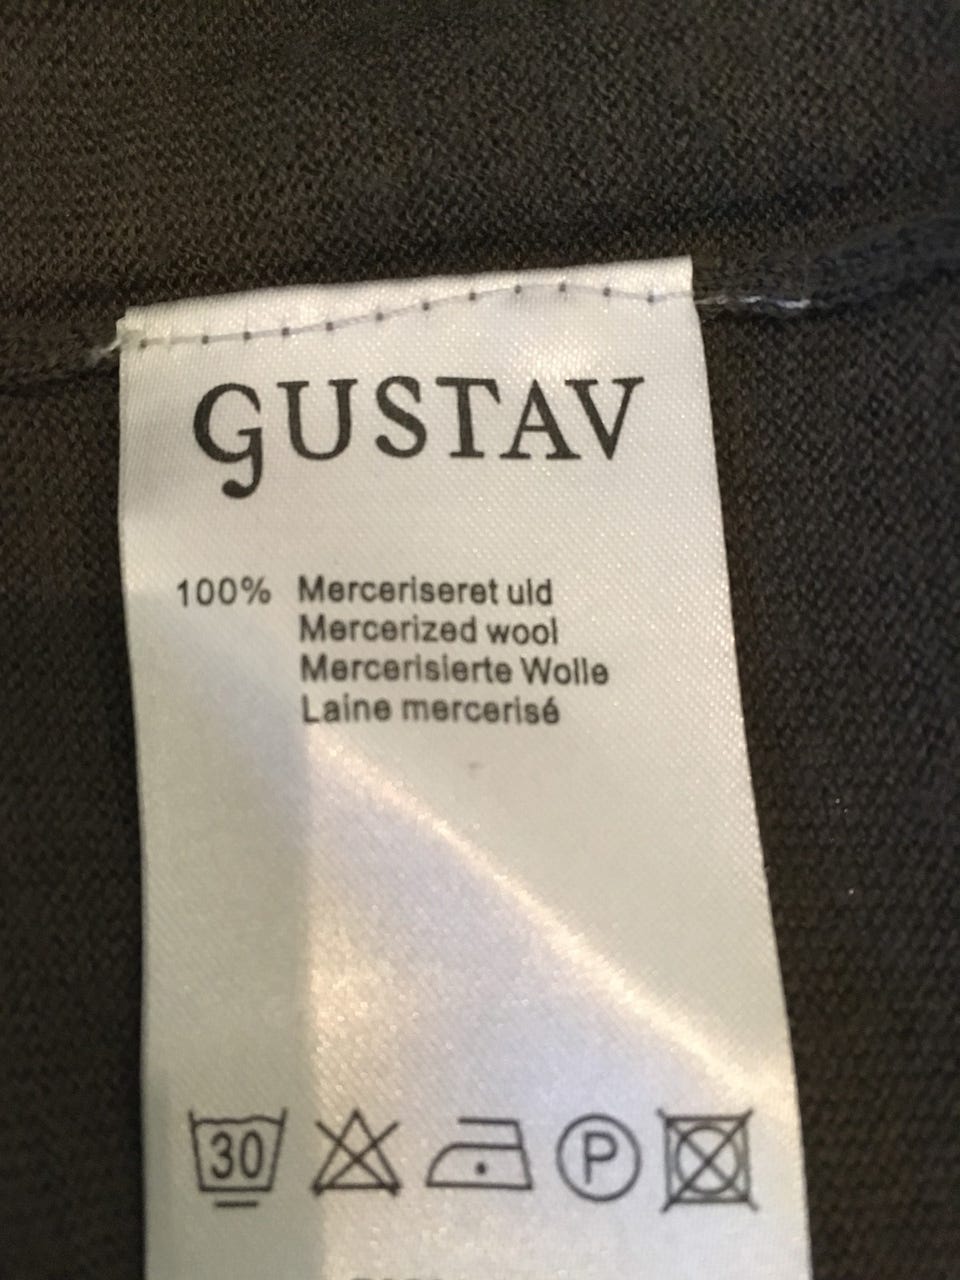 GUSTAV
100% Merceriseret uld
Mercerized wool
Mercerisierte Wolle
Laine mercerisé
30 P